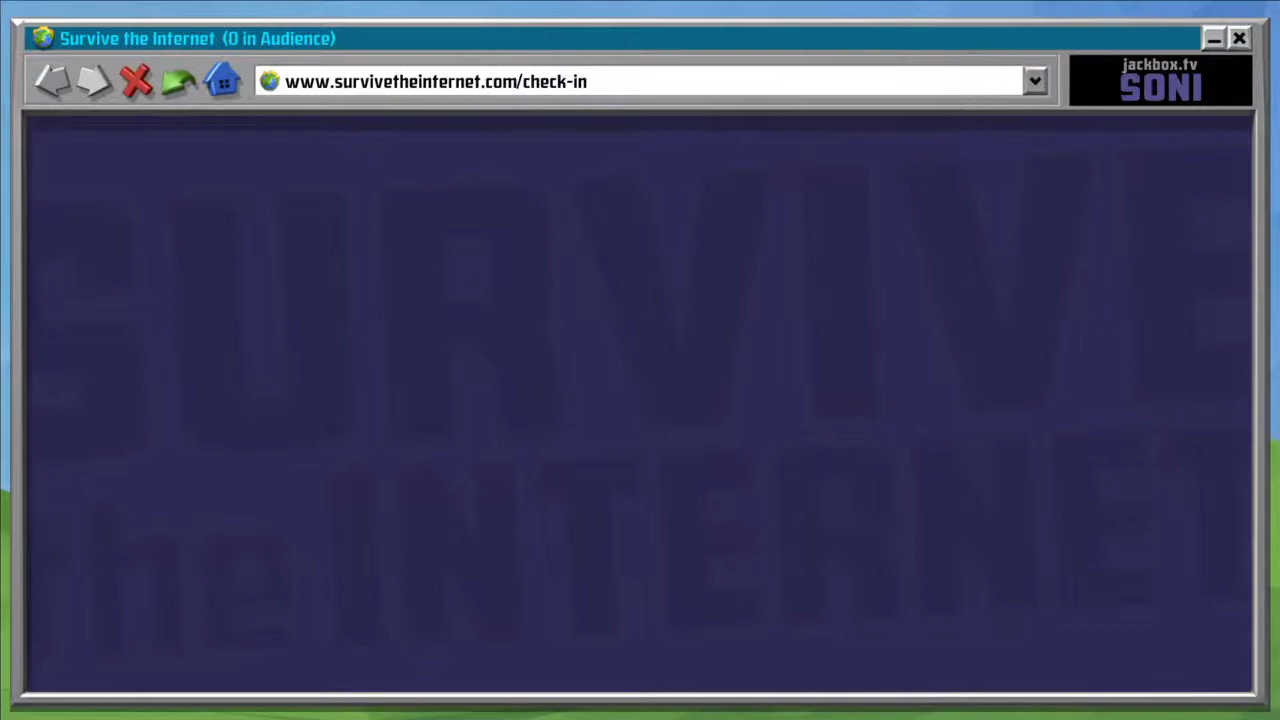 Survive the Internet (0 in Audience)
www.survivetheinternet.com/check-in
jackbox.tv
SONI
SURVIVE
the INTERNET